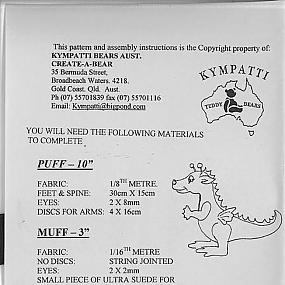 This pattern and assembly instructions is the Copyright property of:
KYMPATTI BEARS AUST.
CREATE-A-BEAR
35 Bermuda Street,
Broadbeach Waters. 4218.
Gold Coast. Qld. Aust.
Ph (07) 55701839 fax (07) 55701116
Email: Kympatti@bigpond.com
KYMPATTI
TEDDY BEARS
YOU WILL NEED THE FOLLOWING MATERIALS
TO COMPLETE
PUFF – 10"
FABRIC: 1/8TH METRE.
FEET & SPINE: 30cm X 15cm
EYES: 2 X 8mm
DISCS FOR ARMS: 4 X 16cm
MUFF – 3"
FABRIC: 1/16TH METRE
NO DISCS: STRING JOINTED
EYES: 2 X 2mm
SMALL PIECE OF ULTRA SUEDE FOR